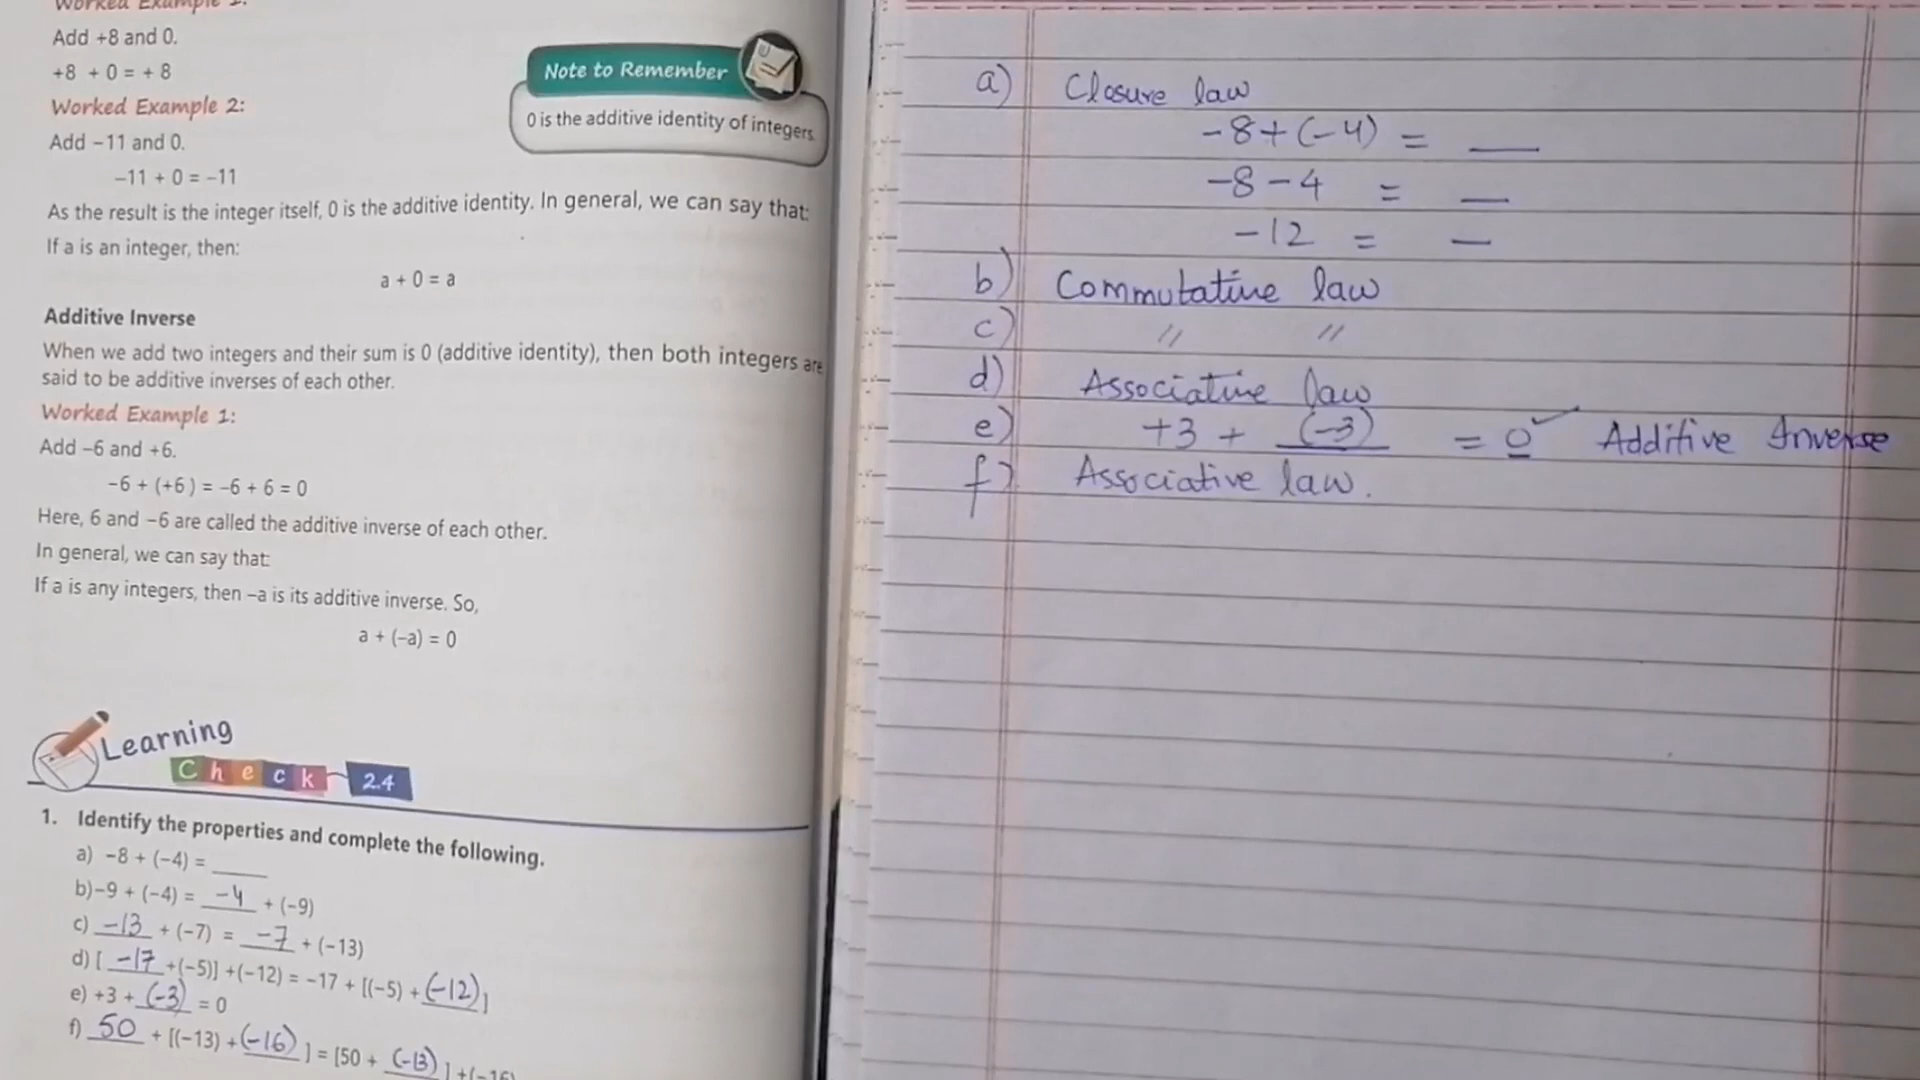 Worked Example 1:
Add +8 and 0.
+8 + 0 = + 8
Worked Example 2:
Add −11 and 0.
−11 + 0 = −11
Note to Remember
0 is the additive identity of integers
As the result is the integer itself, 0 is the additive identity. In general, we can say that:
If a is an integer, then:
a + 0 = a
Additive Inverse
When we add two integers and their sum is 0 (additive identity), then both integers are
said to be additive inverses of each other.
Worked Example 1:
Add −6 and +6.
−6 + (+6) = −6 + 6 = 0
Here, 6 and −6 are called the additive inverse of each other.
In general, we can say that:
If a is any integers, then −a is its additive inverse. So,
a + (−a) = 0
Learning
Check 2.4
1. Identify the properties and complete the following.
a) −8 + (−4) = ____
b) −9 + (−4) = −4 + (−9)
c) −13 + (−7) = −7 + (−13)
d) [ −17 +(−5)] +(−12) = −17 + [(−5) + (−12) ]
e) +3 + (−3) = 0
f) 50 + [(−13) + (−16) ] = [50 + (−13) ] +(−16)
a) Closure law
−8+(−4) = ___
−8 − 4 = __
−12 = _
b) Commutative law
c) " "
d) Associative law
e) +3 + (−3) = 0 ✓ Additive Inverse
f) Associative law.